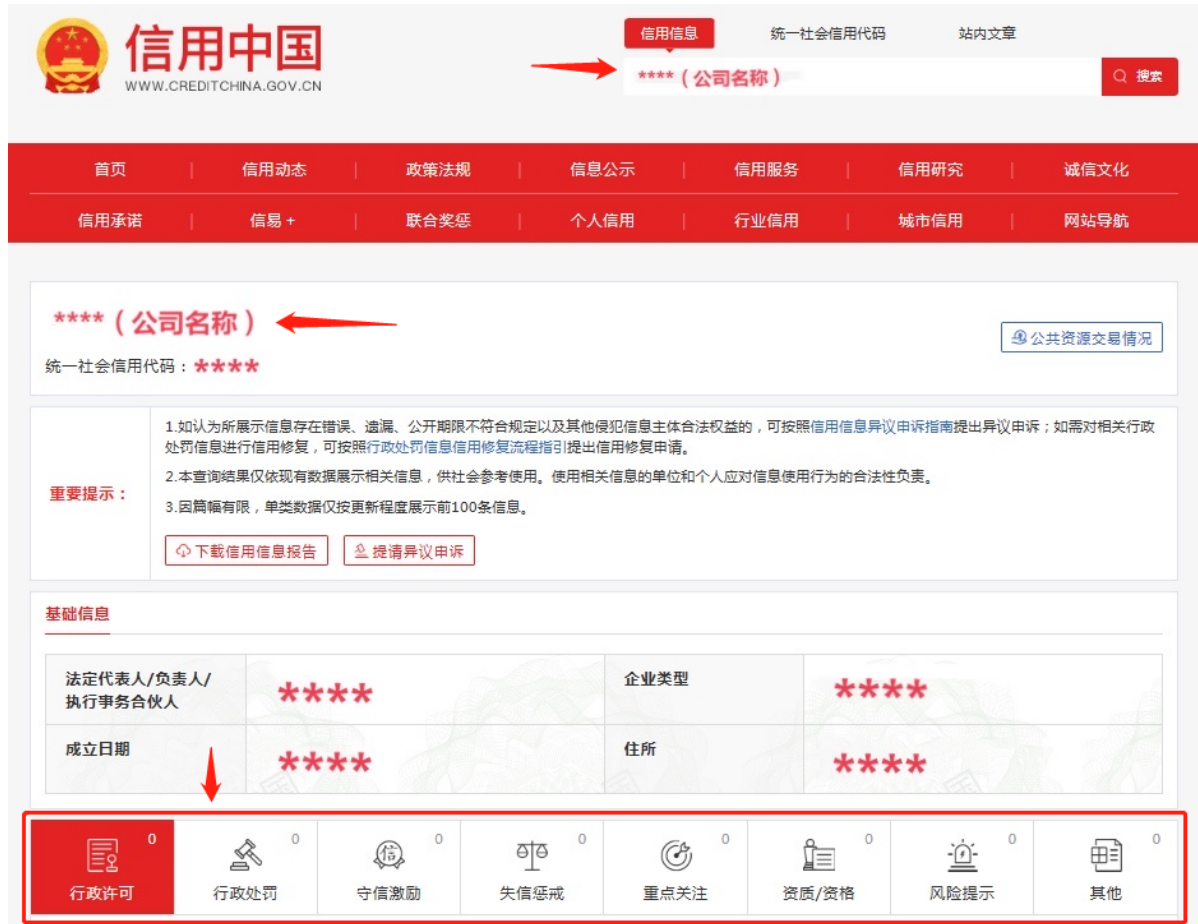 信用中国
WWW.CREDITCHINA.GOV.CN
信用信息 统一社会信用代码 站内文章
****（公司名称） 搜索
首页 信用动态 政策法规 信息公示 信用服务 信用研究 诚信文化
信用承诺 信易+ 联合奖惩 个人信用 行业信用 城市信用 网站导航
****（公司名称）
公共资源交易情况
统一社会信用代码：****
重要提示：
1.如认为所展示信息存在错误、遗漏、公开期限不符合规定以及其他侵犯信息主体合法权益的，可按照信用信息异议申诉指南提出异议申诉；如需对相关行政
处罚信息进行信用修复，可按照行政处罚信息信用修复流程指引提出信用修复申请。
2.本查询结果仅依现有数据展示相关信息，供社会参考使用。使用相关信息的单位和个人应对信息使用行为的合法性负责。
3.因篇幅有限，单类数据仅按更新程度展示前100条信息。
下载信用信息报告 提请异议申诉
基础信息
法定代表人/负责人/
执行事务合伙人
****
企业类型
****
成立日期
****
住所
****
0 0 0 0 0 0 0 0
行政许可 行政处罚 守信激励 失信惩戒 重点关注 资质/资格 风险提示 其他